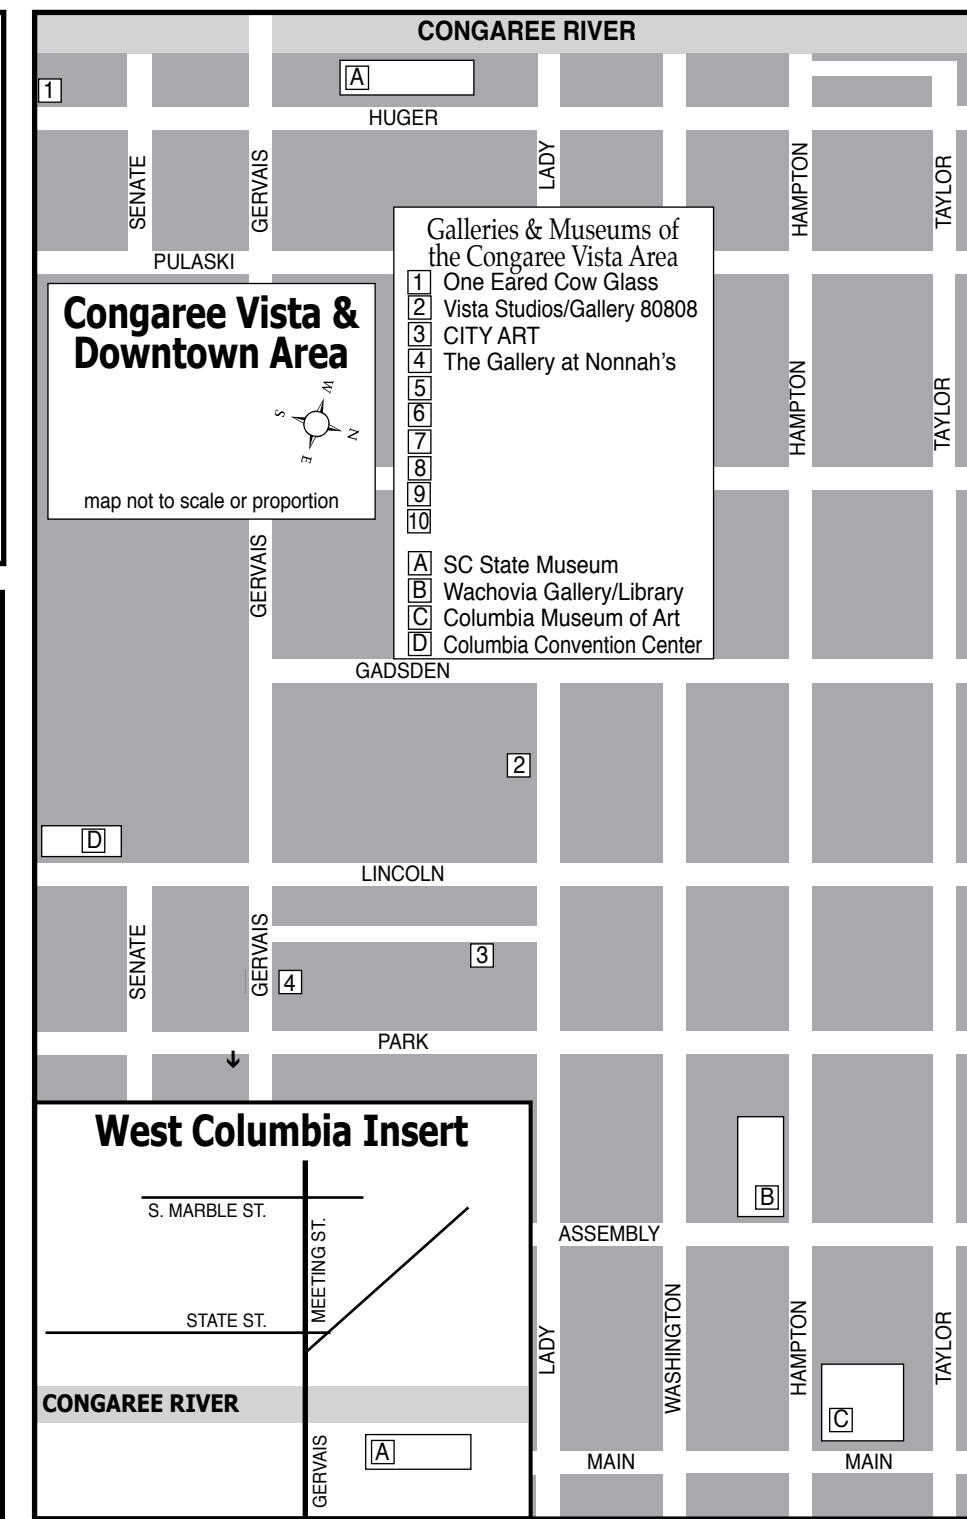 CONGAREE RIVER
1
A
HUGER
SENATE
GERVAIS
LADY
HAMPTON
TAYLOR
PULASKI
Galleries & Museums of
the Congaree Vista Area
1 One Eared Cow Glass
2 Vista Studios/Gallery 80808
3 CITY ART
4 The Gallery at Nonnah's
5
6
7
8
9
10
A SC State Museum
B Wachovia Gallery/Library
C Columbia Museum of Art
D Columbia Convention Center
Congaree Vista &
Downtown Area
W
S
N
E
map not to scale or proportion
HAMPTON
TAYLOR
GERVAIS
GADSDEN
2
D
LINCOLN
SENATE
GERVAIS
3
4
PARK
West Columbia Insert
S. MARBLE ST.
MEETING ST.
STATE ST.
CONGAREE RIVER
GERVAIS
A
B
ASSEMBLY
LADY
WASHINGTON
HAMPTON
TAYLOR
C
MAIN
MAIN